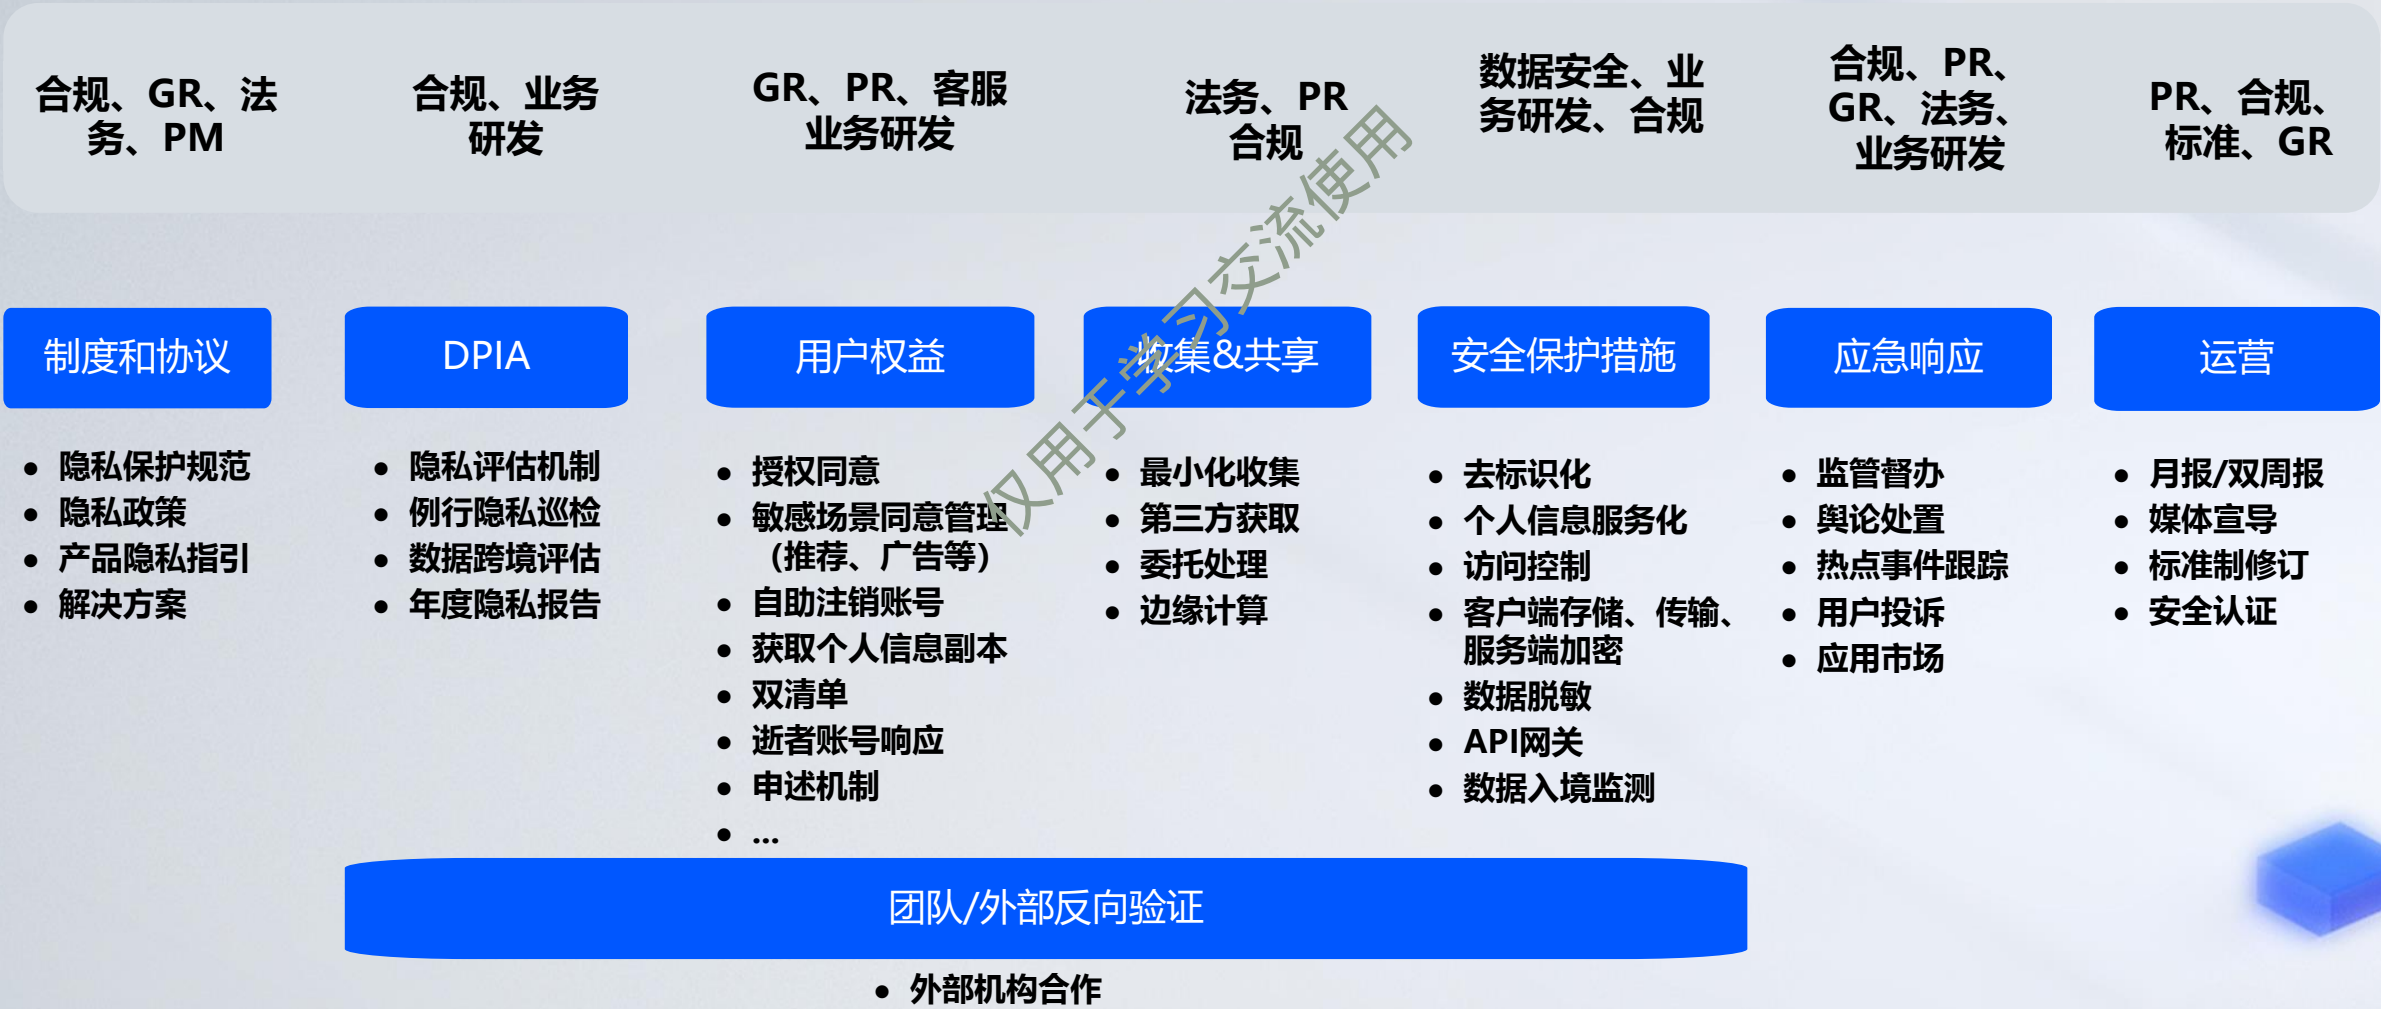 合规、GR、法
务、PM
合规、业务
研发
GR、PR、客服
业务研发
法务、PR
合规
数据安全、业
务研发、合规
合规、PR、
GR、法务、
业务研发
PR、合规、
标准、GR
制度和协议
DPIA
用户权益
收集&共享
安全保护措施
应急响应
运营
● 隐私保护规范
● 隐私政策
● 产品隐私指引
● 解决方案
● 隐私评估机制
● 例行隐私巡检
● 数据跨境评估
● 年度隐私报告
● 授权同意
● 敏感场景同意管理
（推荐、广告等）
● 自助注销账号
● 获取个人信息副本
● 双清单
● 逝者账号响应
● 申述机制
● ...
● 最小化收集
● 第三方获取
● 委托处理
● 边缘计算
● 去标识化
● 个人信息服务化
● 访问控制
● 客户端存储、传输、
服务端加密
● 数据脱敏
● API网关
● 数据入境监测
● 监管督办
● 舆论处置
● 热点事件跟踪
● 用户投诉
● 应用市场
● 月报/双周报
● 媒体宣导
● 标准制修订
● 安全认证
团队/外部反向验证
● 外部机构合作
仅用于学习交流使用